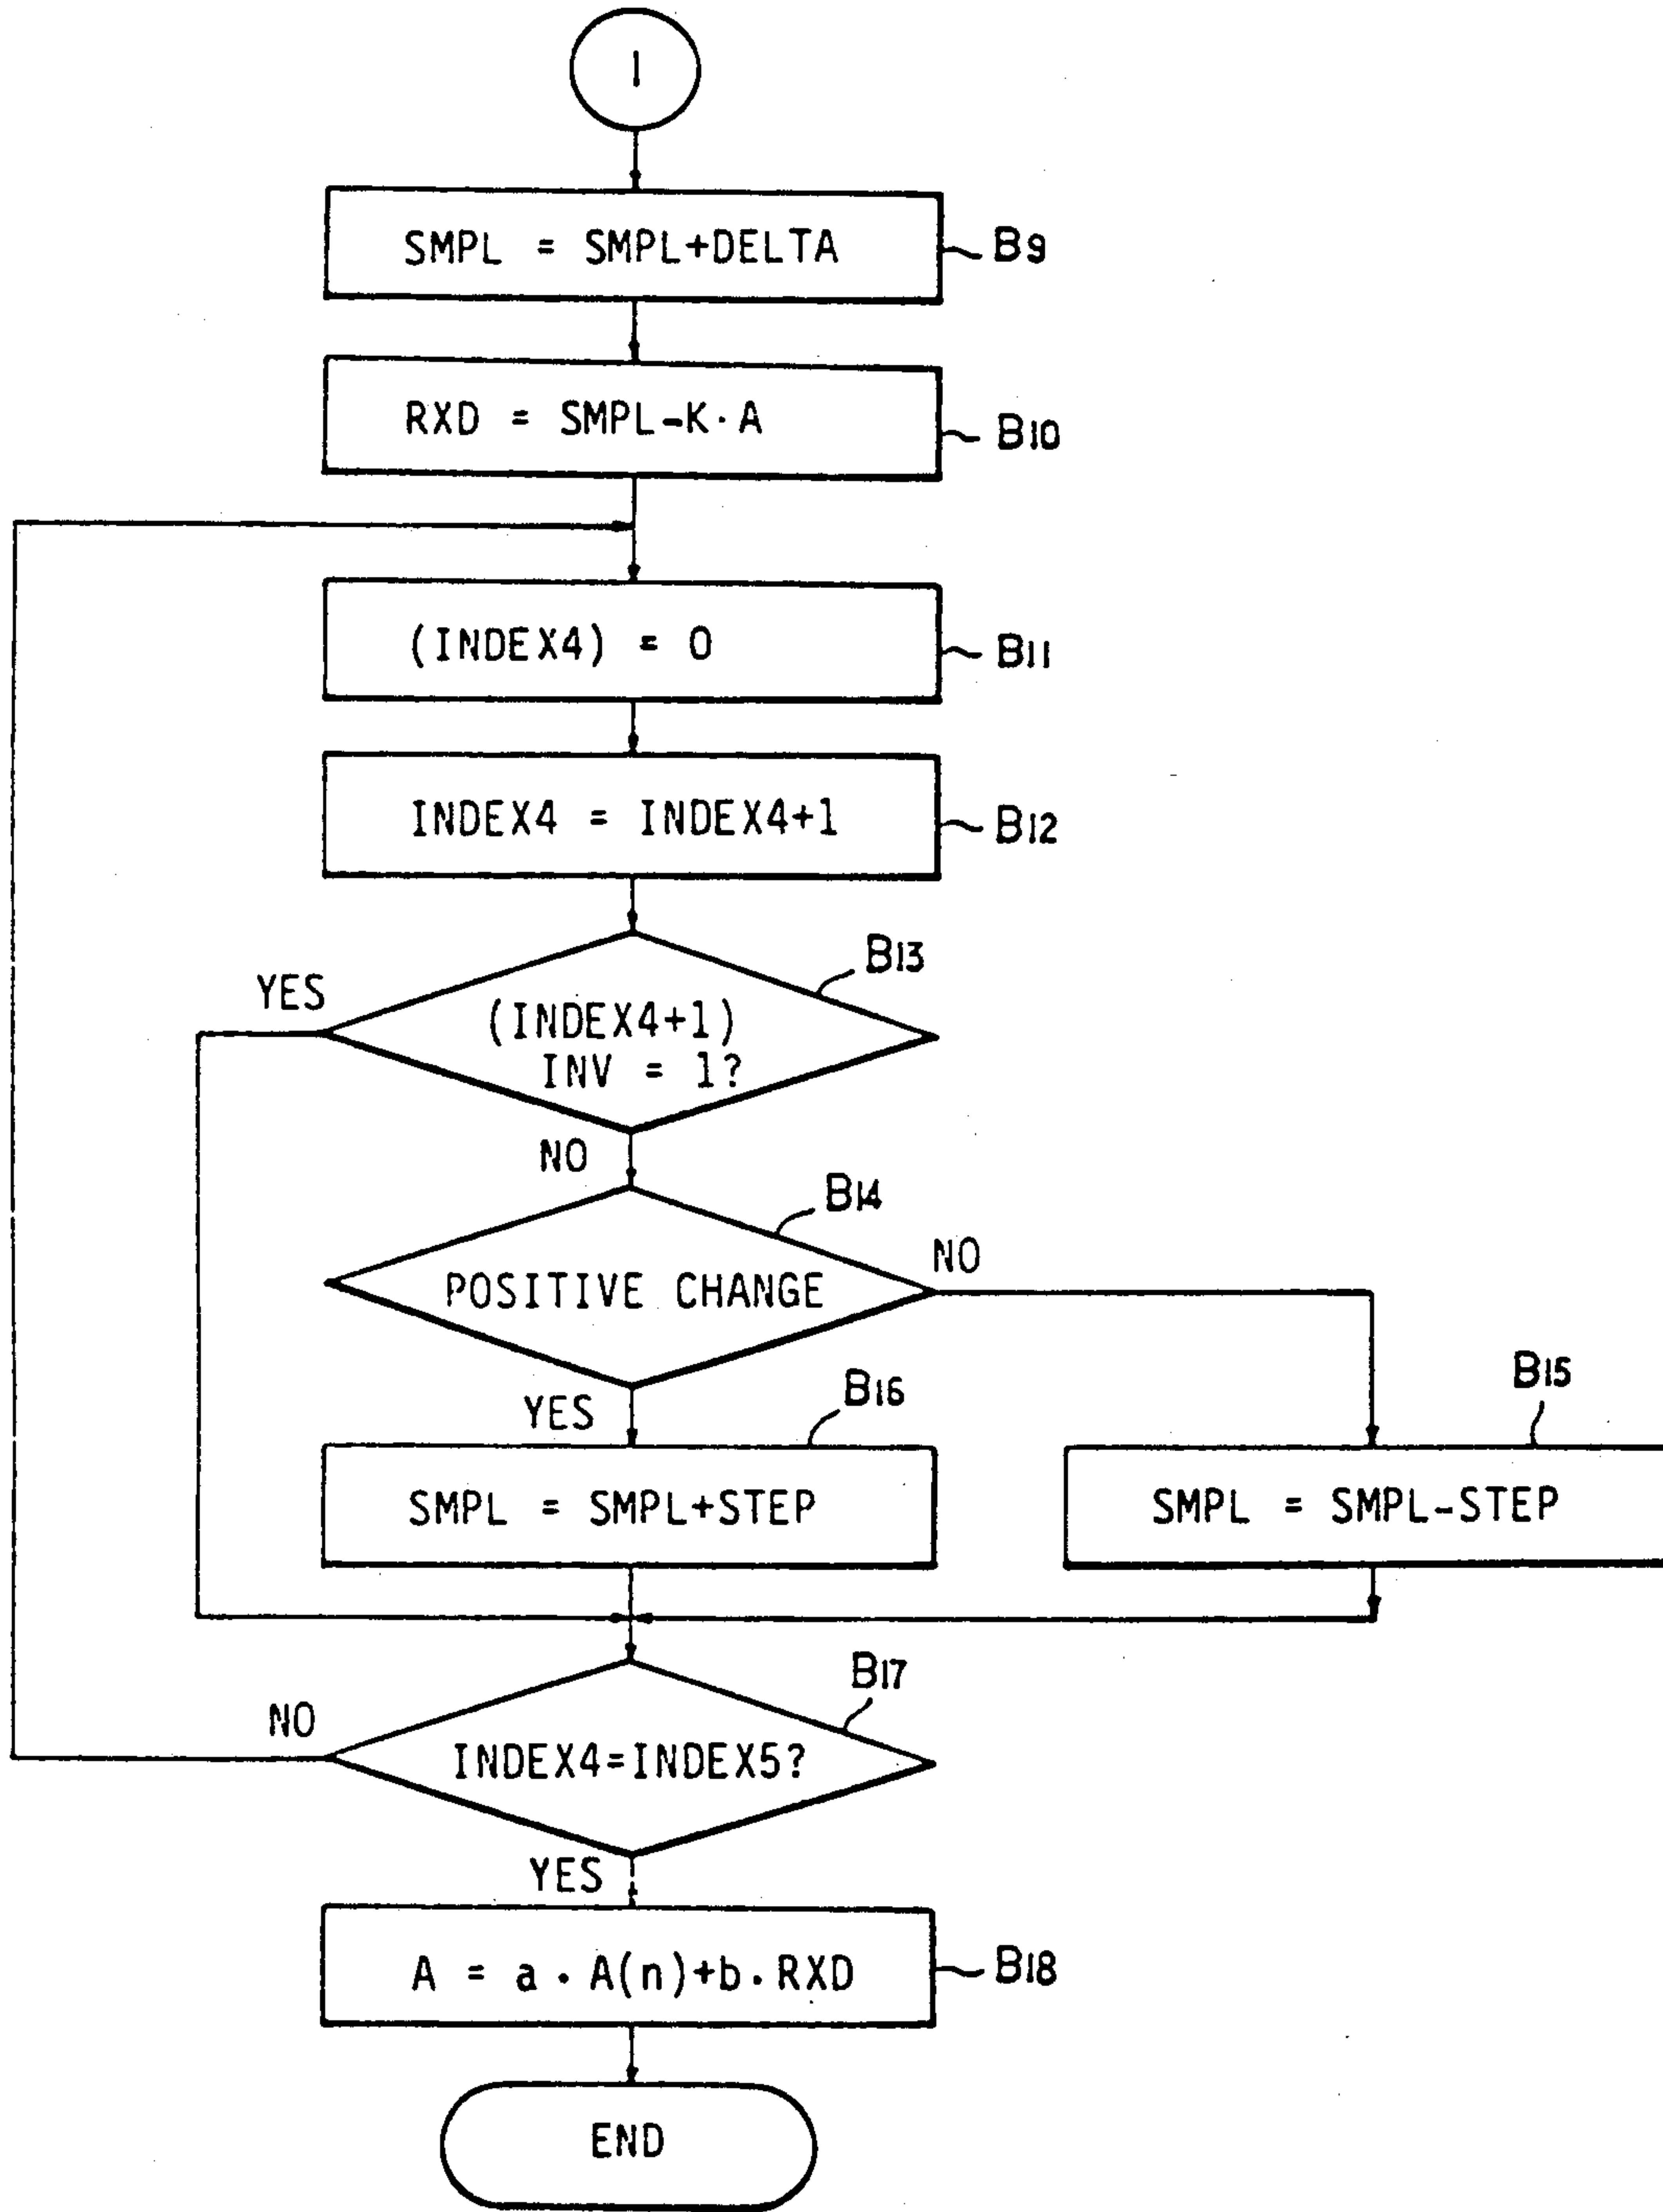 1
SMPL = SMPL+DELTA
B9
RXD = SMPL-K·A
B10
(INDEX4) = 0
B11
INDEX4 = INDEX4+1
B12
B13
YES
(INDEX4+1)
INV = 1?
NO
B14
NO
POSITIVE CHANGE
YES
B16
B15
SMPL = SMPL+STEP
SMPL = SMPL-STEP
B17
NO
INDEX4=INDEX5?
YES
A = a·A(n)+b·RXD
B18
END